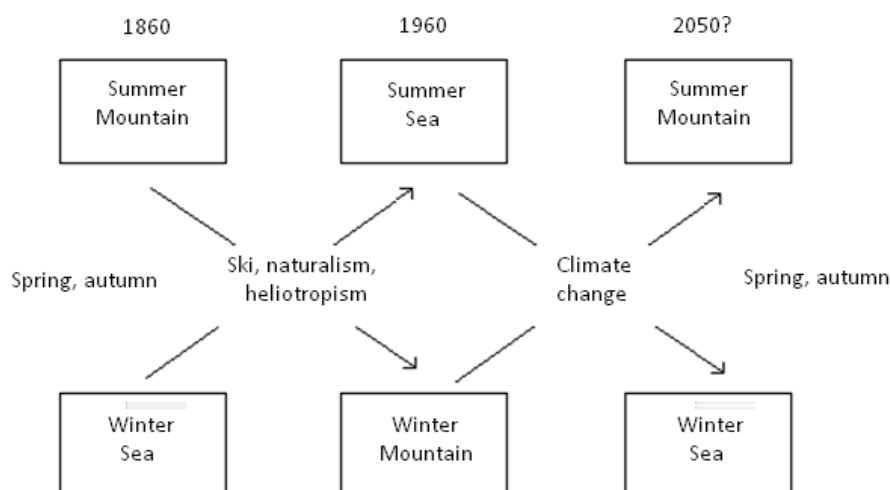 1860
1960
2050?
Summer
Mountain
Summer
Sea
Summer
Mountain
Spring, autumn
Ski, naturalism,
heliotropism
Climate
change
Spring, autumn
Winter
Sea
Winter
Mountain
Winter
Sea